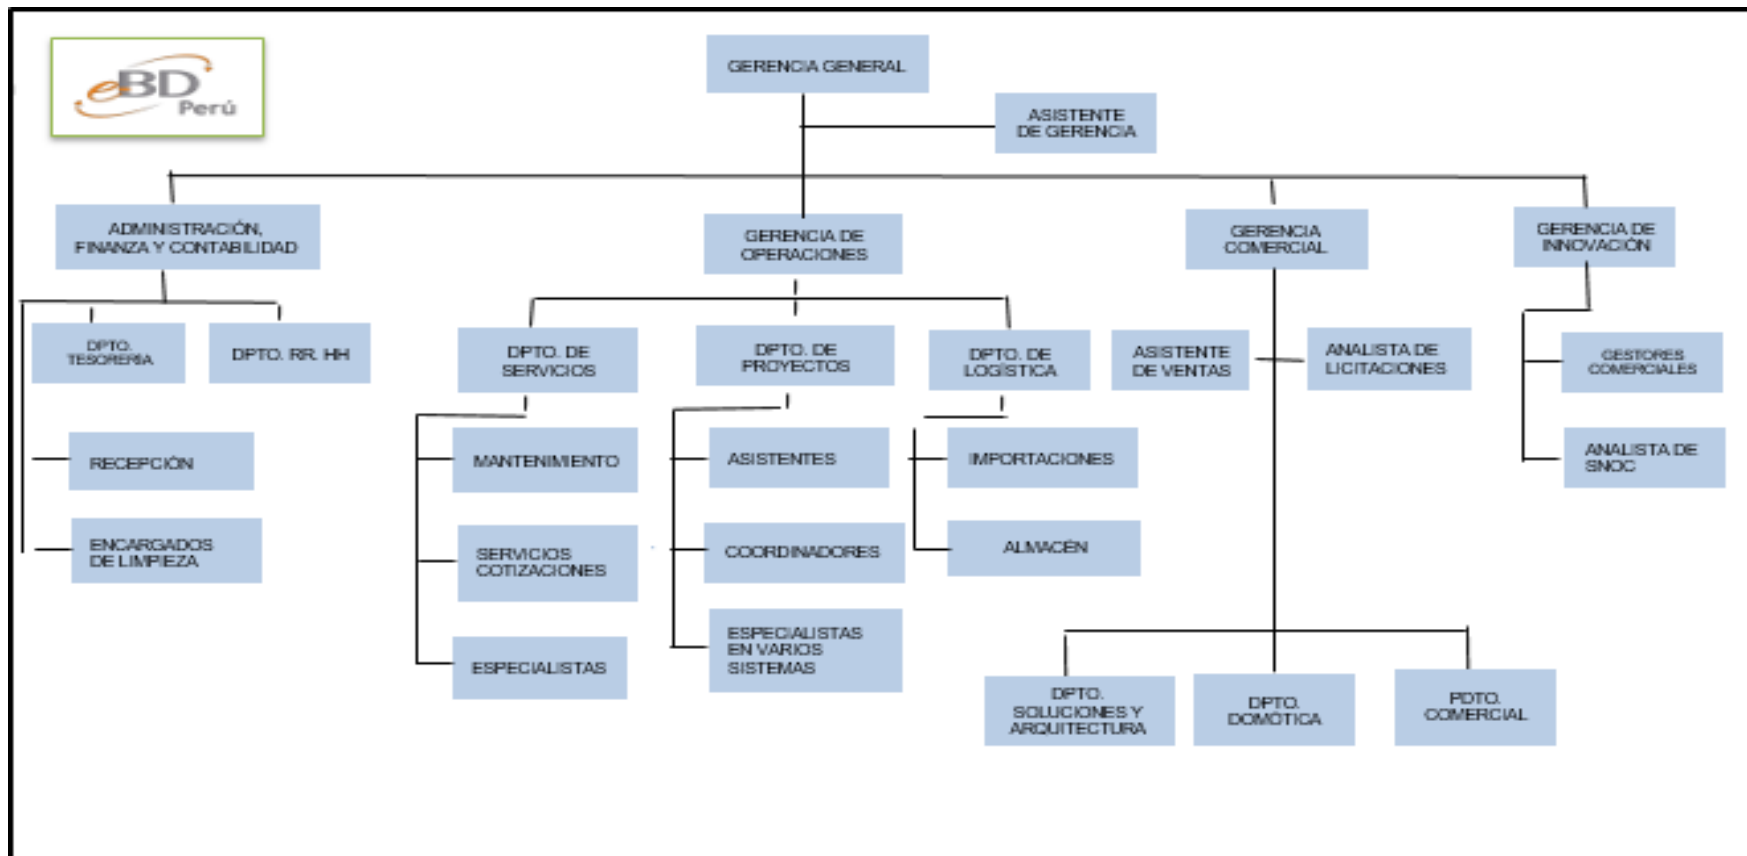 eBD
Perú
GERENCIA GENERAL
ASISTENTE
DE GERENCIA
ADMINISTRACIÓN,
FINANZA Y CONTABILIDAD
GERENCIA DE
OPERACIONES
GERENCIA
COMERCIAL
GERENCIA DE
INNOVACIÓN
DPTO.
TESORERIA
DPTO. RR. HH
DPTO. DE
SERVICIOS
DPTO. DE
PROYECTOS
DPTO. DE
LOGÍSTICA
ASISTENTE
DE VENTAS
ANALISTA DE
LICITACIONES
GESTORES
COMERCIALES
RECEPCIÓN
MANTENIMIENTO
ASISTENTES
IMPORTACIONES
ANALISTA DE
SNOC
ENCARGADOS
DE LIMPIEZA
SERVICIOS
COTIZACIONES
COORDINADORES
ALMACÉN
ESPECIALISTAS
ESPECIALISTAS
EN VARIOS
SISTEMAS
DPTO.
SOLUCIONES Y
ARQUITECTURA
DPTO.
DOMÓTICA
PDTO.
COMERCIAL